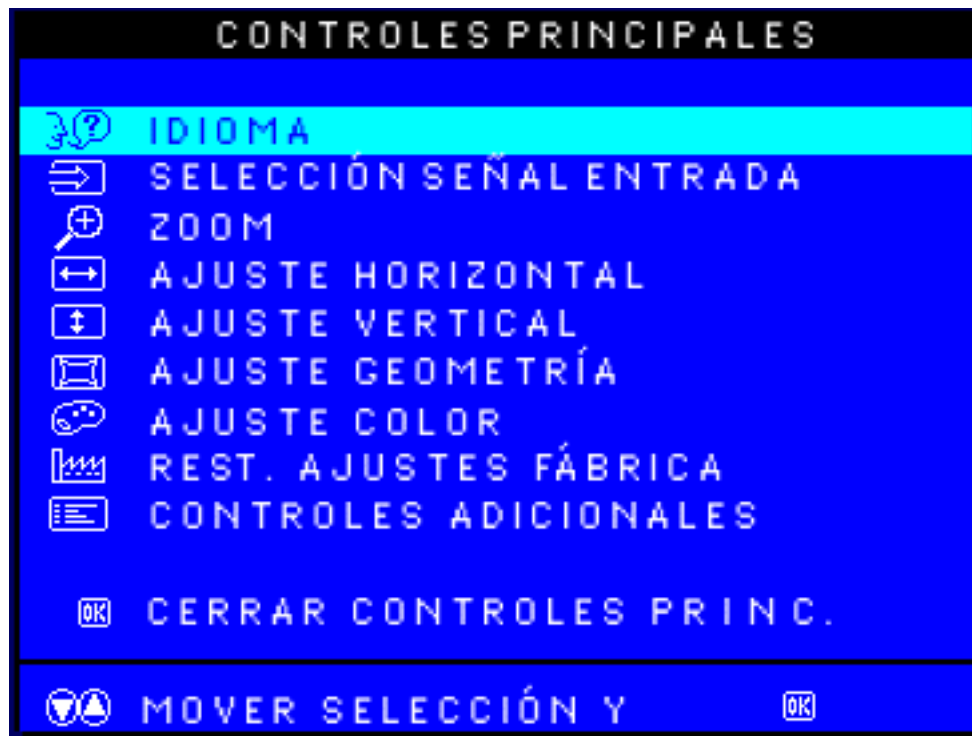 CONTROLES PRINCIPALES
IDIOMA
SELECCIÓN SEÑAL ENTRADA
ZOOM
AJUSTE HORIZONTAL
AJUSTE VERTICAL
AJUSTE GEOMETRÍA
AJUSTE COLOR
REST. AJUSTES FÁBRICA
CONTROLES ADICIONALES
OK CERRAR CONTROLES PRINC.
MOVER SELECCIÓN Y OK